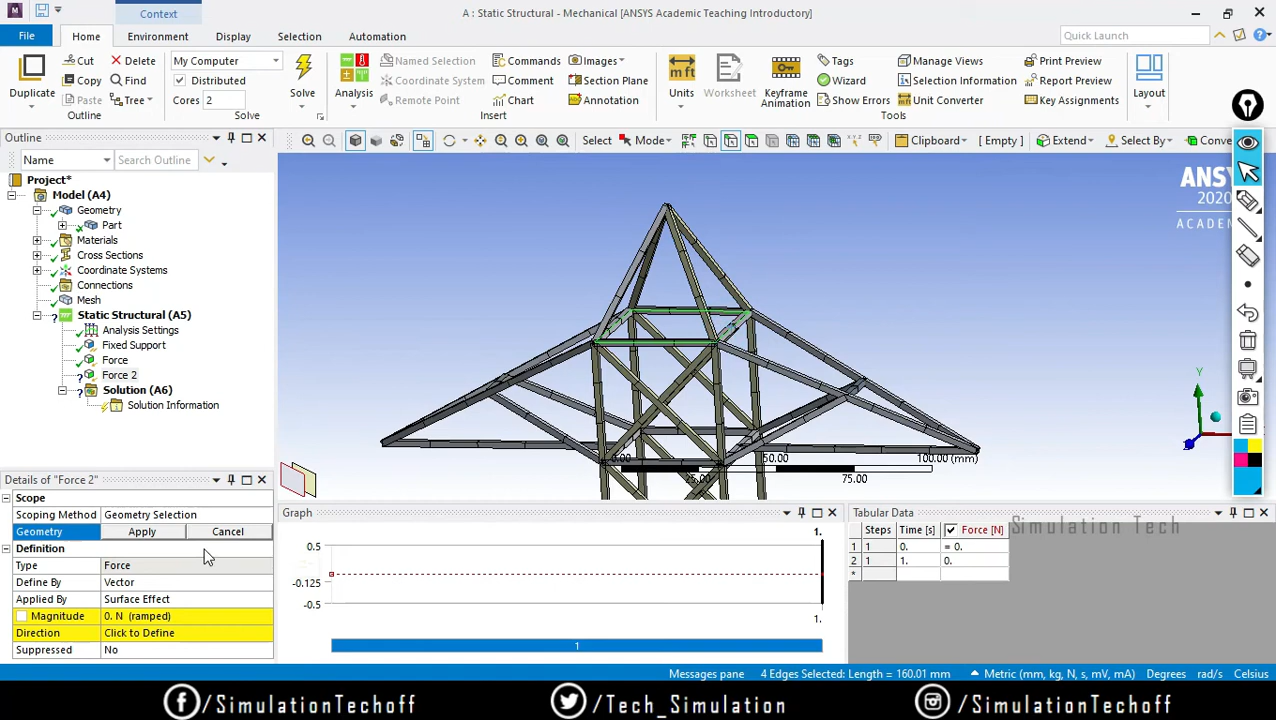 Context
A : Static Structural - Mechanical [ANSYS Academic Teaching Introductory]
File Home Environment Display Selection Automation Quick Launch
Duplicate
Cut
Copy
Paste
Delete
Find
Tree
Outline
My Computer
Distributed
Cores 2
Solve
Solve
Analysis
Named Selection
Coordinate System
Remote Point
Commands
Comment
Chart
Images
Section Plane
Annotation
Insert
Units
Worksheet
Keyframe
Animation
Tags
Wizard
Show Errors
Manage Views
Selection Information
Unit Converter
Print Preview
Report Preview
Key Assignments
Tools
Layout
Outline
Name Search Outline
Select Mode Clipboard [ Empty ] Extend Select By Conve
Project*
Model (A4)
Geometry
Part
Materials
Cross Sections
Coordinate Systems
Connections
Mesh
Static Structural (A5)
Analysis Settings
Fixed Support
Force
Force 2
Solution (A6)
Solution Information
ANS
2020
ACADE
Y
0.00 50.00 100.00 (mm)
25.00 75.00
Details of "Force 2"
Scope
Scoping Method Geometry Selection
Geometry Apply Cancel
Definition
Type Force
Define By Vector
Applied By Surface Effect
Magnitude 0. N (ramped)
Direction Click to Define
Suppressed No
Graph
1.
0.5
-0.125
-0.5
1.
1
Tabular Data
Steps Time [s] Force [N]
1 1 0. = 0.
2 1 1. 0.
*
Simulation Tech
Messages pane 4 Edges Selected: Length = 160.01 mm Metric (mm, kg, N, s, mV, mA) Degrees rad/s Celsius
/SimulationTechoff /Tech_Simulation /SimulationTechoff